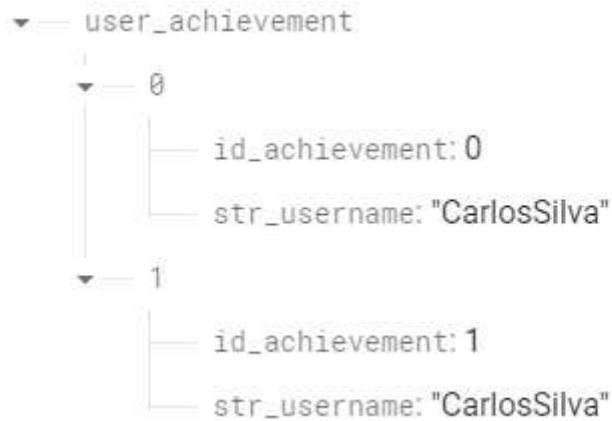 user_achievement
0
id_achievement: 0
str_username: "CarlosSilva"
1
id_achievement: 1
str_username: "CarlosSilva"